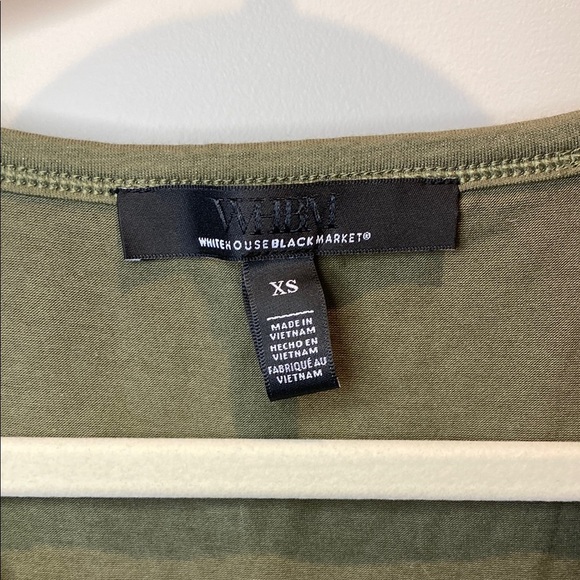 WHBM
WHITEHOUSEBLACKMARKET®
XS
MADE IN
VIETNAM
HECHO EN
VIETNAM
FABRIQUÉ AU
VIETNAM